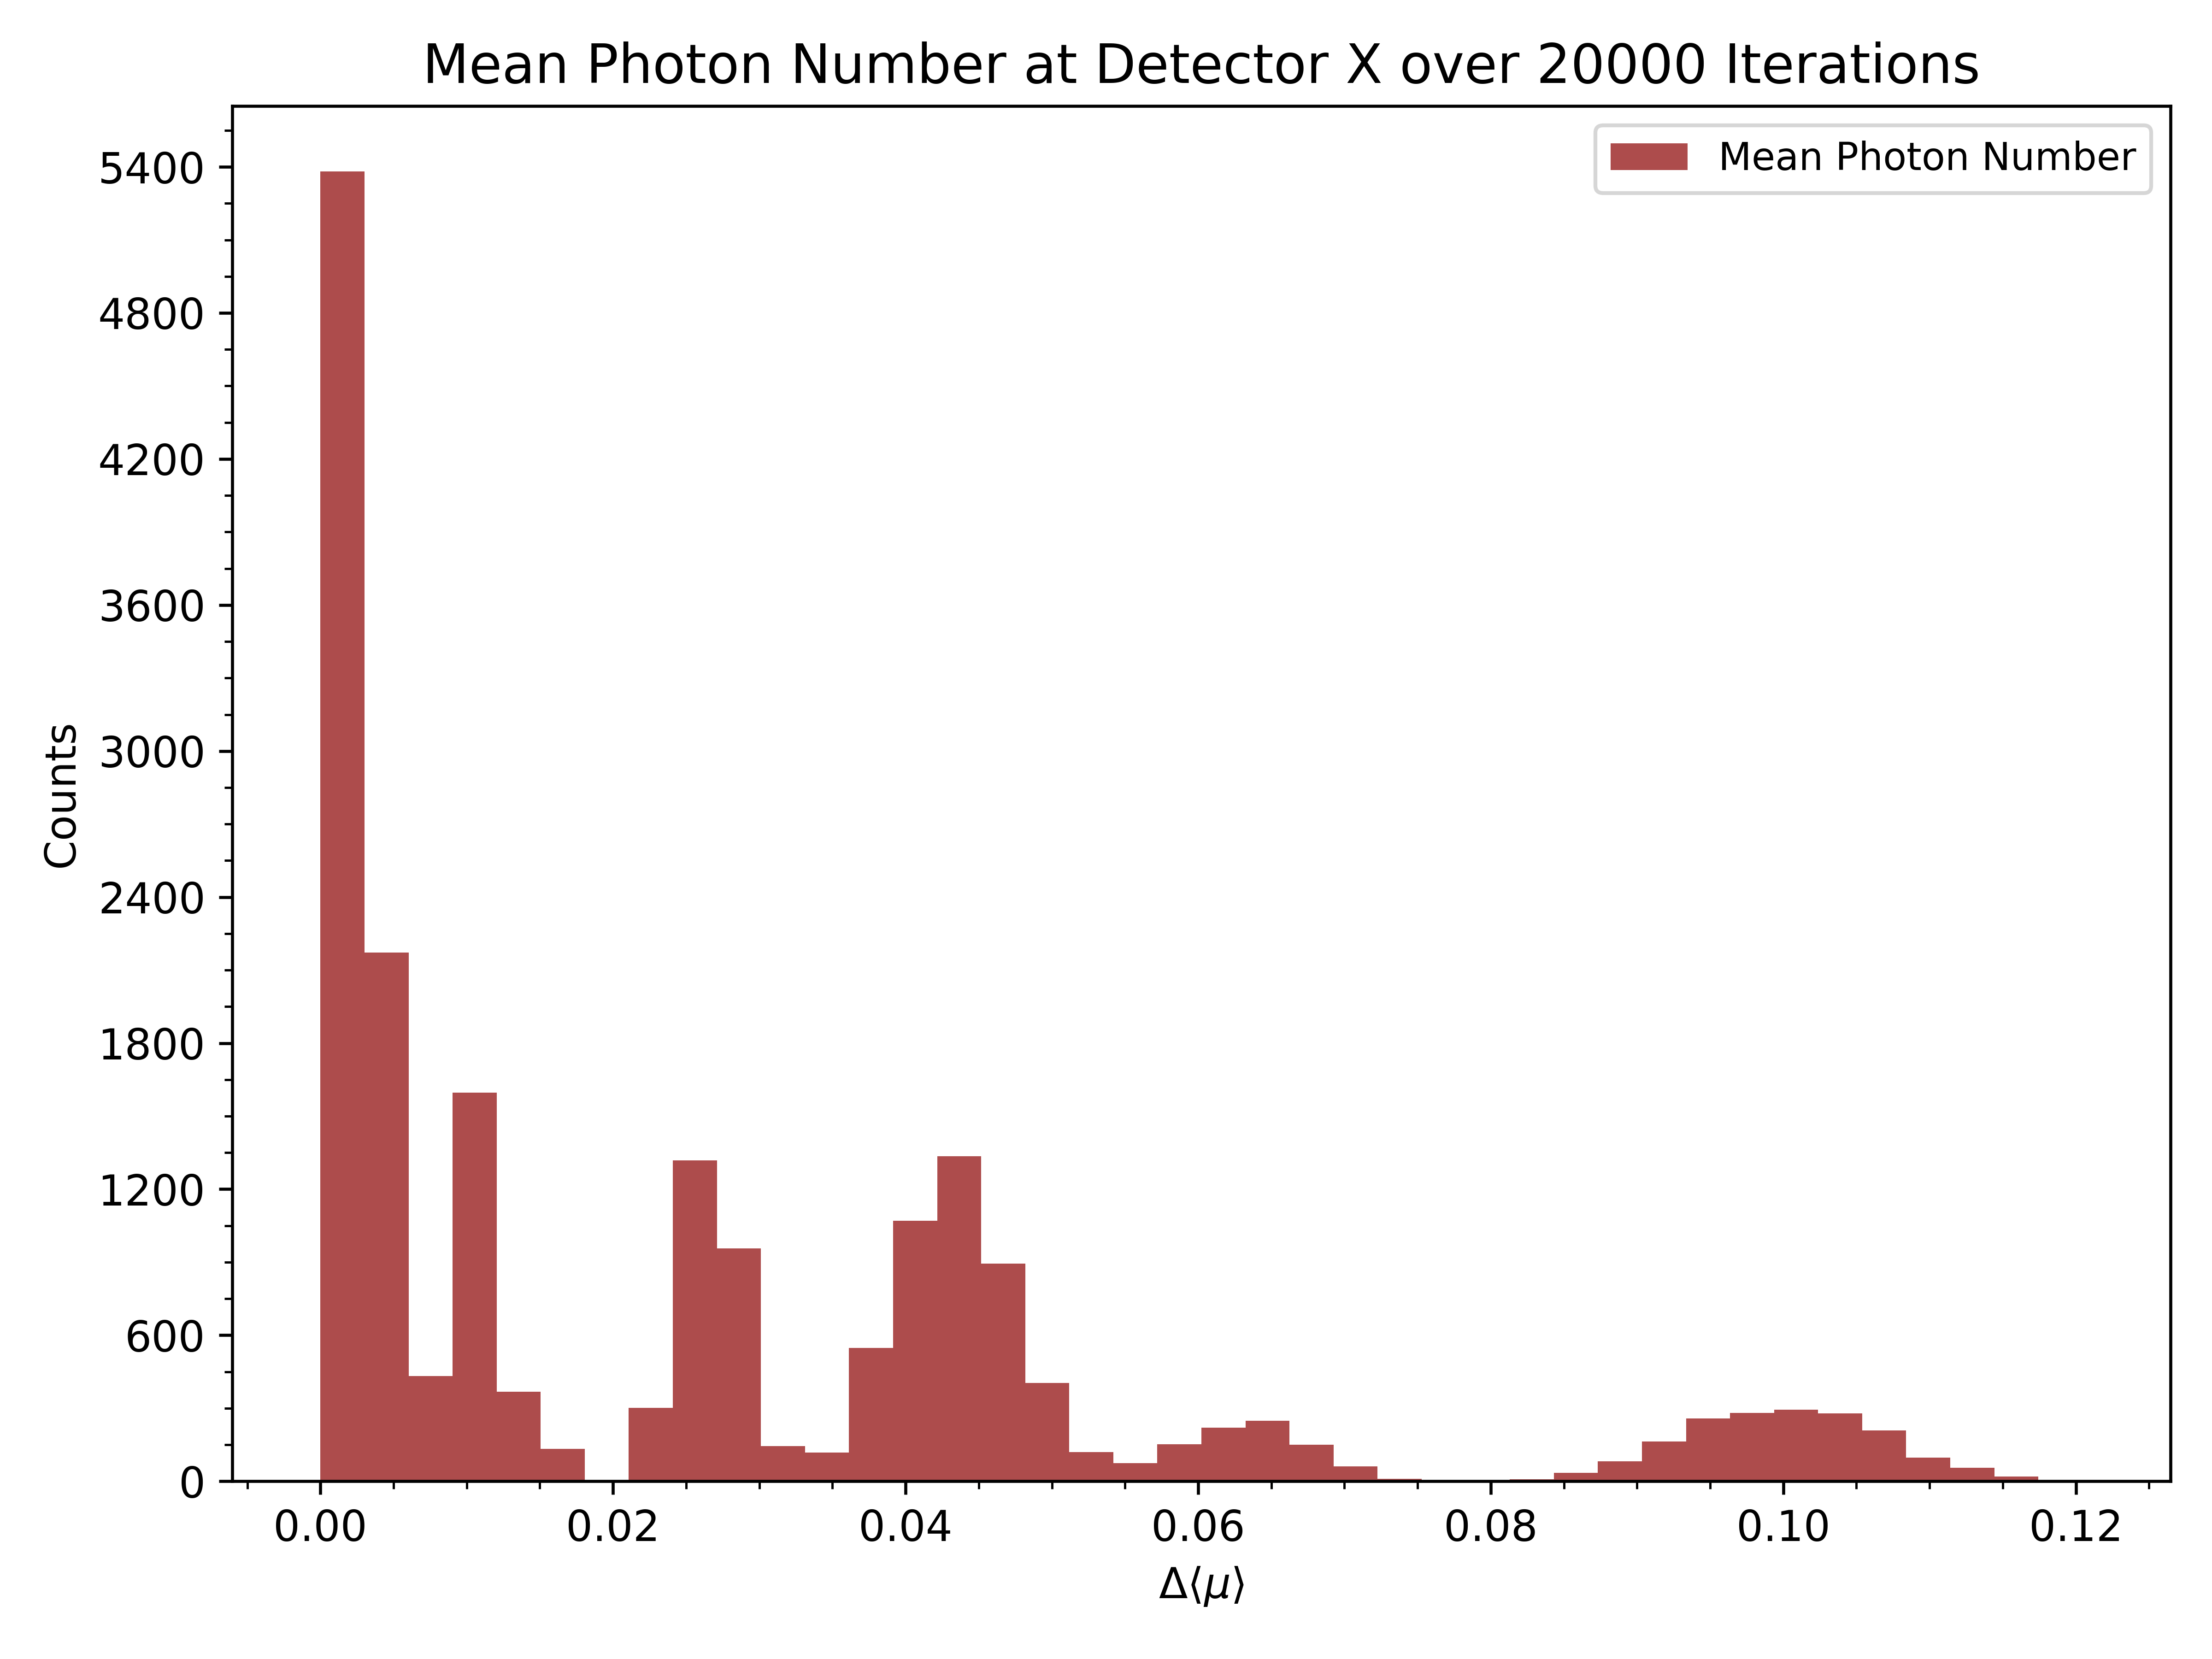 Mean Photon Number at Detector X over 20000 Iterations
Mean Photon Number
5400
4800
4200
3600
3000
2400
1800
1200
600
0
Counts
0.00 0.02 0.04 0.06 0.08 0.10 0.12
Δ⟨μ⟩